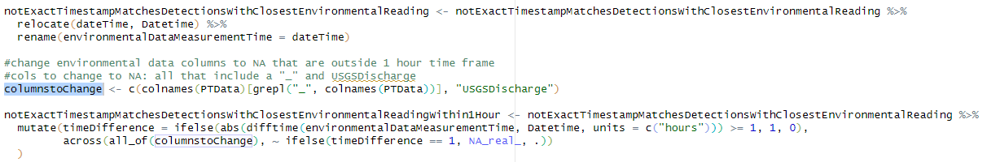 notExactTimestampMatchesDetectionsWithClosestEnvironmentalReading <- notExactTimestampMatchesDetectionsWithClosestEnvironmentalReading %>%
  relocate(dateTime, Datetime) %>%
  rename(environmentalDataMeasurementTime = dateTime)

#change environmental data columns to NA that are outside 1 hour time frame
#cols to change to NA: all that include a "_" and USGSDischarge
columnstoChange <- c(colnames(PTData)[grepl("_", colnames(PTData))], "USGSDischarge")

notExactTimestampMatchesDetectionsWithClosestEnvironmentalReadingWithin1Hour <- notExactTimestampMatchesDetectionsWithClosestEnvironmentalReading %>%
  mutate(timeDifference = ifelse(abs(difftime(environmentalDataMeasurementTime, Datetime, units = c("hours"))) >= 1, 1, 0),
         across(all_of(columnstoChange), ~ ifelse(timeDifference == 1, NA_real_, .))
  )